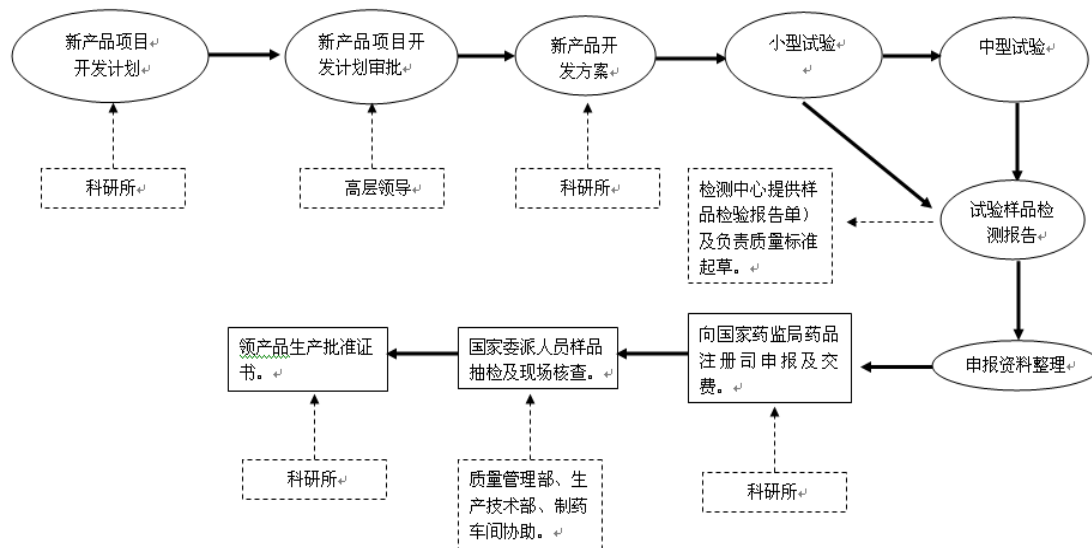 新产品项目
开发计划
新产品项目开
发计划审批
新产品开
发方案
小型试验
中型试验
科研所
高层领导
科研所
检测中心提供样
品检验报告单）
及负责质量标准
起草。
试验样品检
测报告
领产品生产批准证
书。
国家委派人员样品
抽检及现场核查。
向国家药监局药品
注册司申报及交
费。
申报资料整理
科研所
质量管理部、生
产技术部、制药
车间协助。
科研所